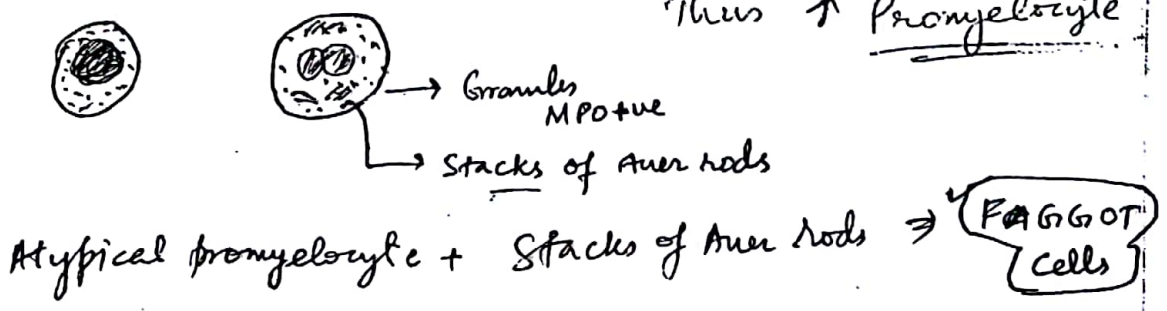 Thus ↑ Promyelocyte
Granules
MPO+ve
Stacks of Auer rods
Atypical promyelocyte + Stacks of Auer rods ⇒ FAGGOT
cells